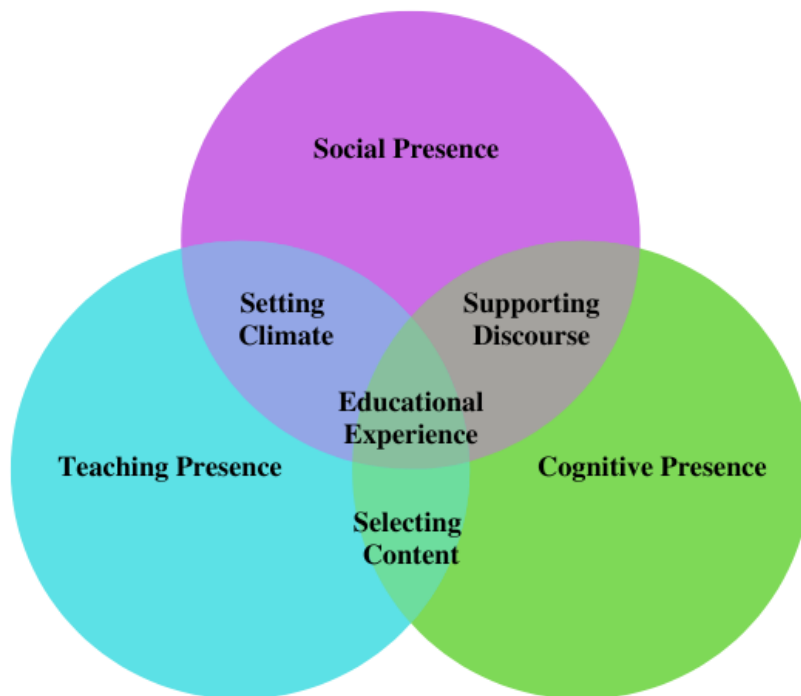 Social Presence
Setting
Climate
Supporting
Discourse
Educational
Experience
Teaching Presence
Cognitive Presence
Selecting
Content